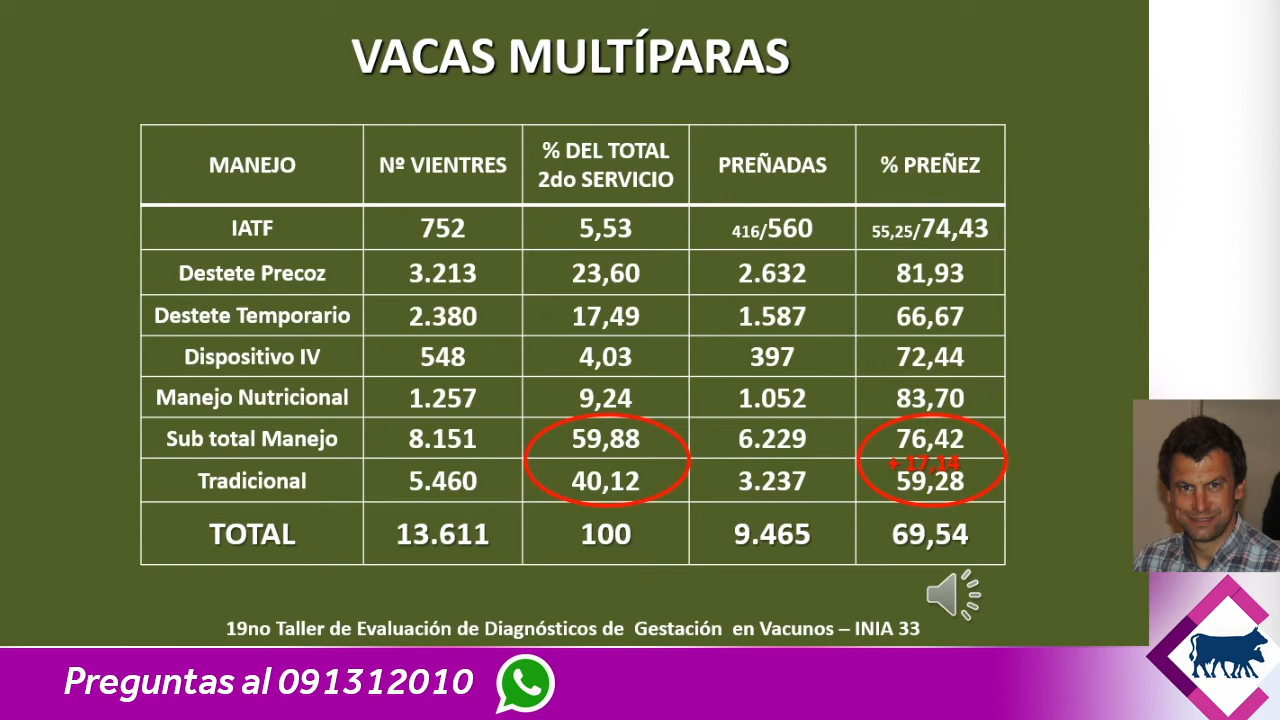 VACAS MULTÍPARAS
MANEJO Nº VIENTRES % DEL TOTAL 2do SERVICIO PREÑADAS % PREÑEZ
IATF 752 5,53 416/560 55,25/74,43
Destete Precoz 3.213 23,60 2.632 81,93
Destete Temporario 2.380 17,49 1.587 66,67
Dispositivo IV 548 4,03 397 72,44
Manejo Nutricional 1.257 9,24 1.052 83,70
Sub total Manejo 8.151 59,88 6.229 76,42
+ 17,14
Tradicional 5.460 40,12 3.237 59,28
TOTAL 13.611 100 9.465 69,54
19no Taller de Evaluación de Diagnósticos de Gestación en Vacunos – INIA 33
Preguntas al 091312010